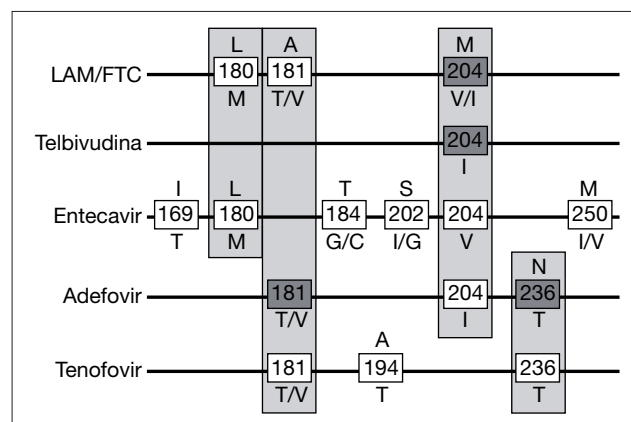 L A M
LAM/FTC 180 181 204
M T/V V/I
Telbivudina 204
I
I L T S M
Entecavir 169 180 184 202 204 250
T M G/C I/G V I/V
N
Adefovir 181 204 236
T/V I T
A
Tenofovir 181 194 236
T/V T T